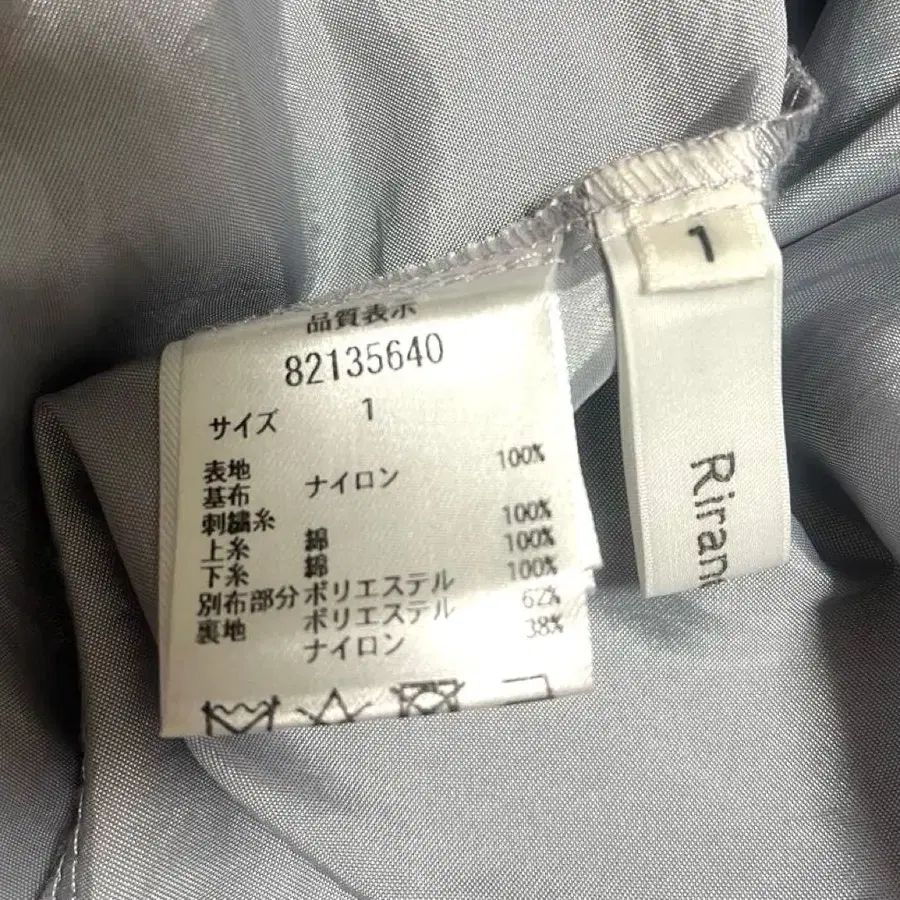 品質表示
82135640
サイズ 1
表地
基布 ナイロン 100%
刺繍糸
上糸 綿 100%
下糸 綿 100%
別布部分 ポリエステル 100%
裏地 ポリエステル 62%
ナイロン 38%
1